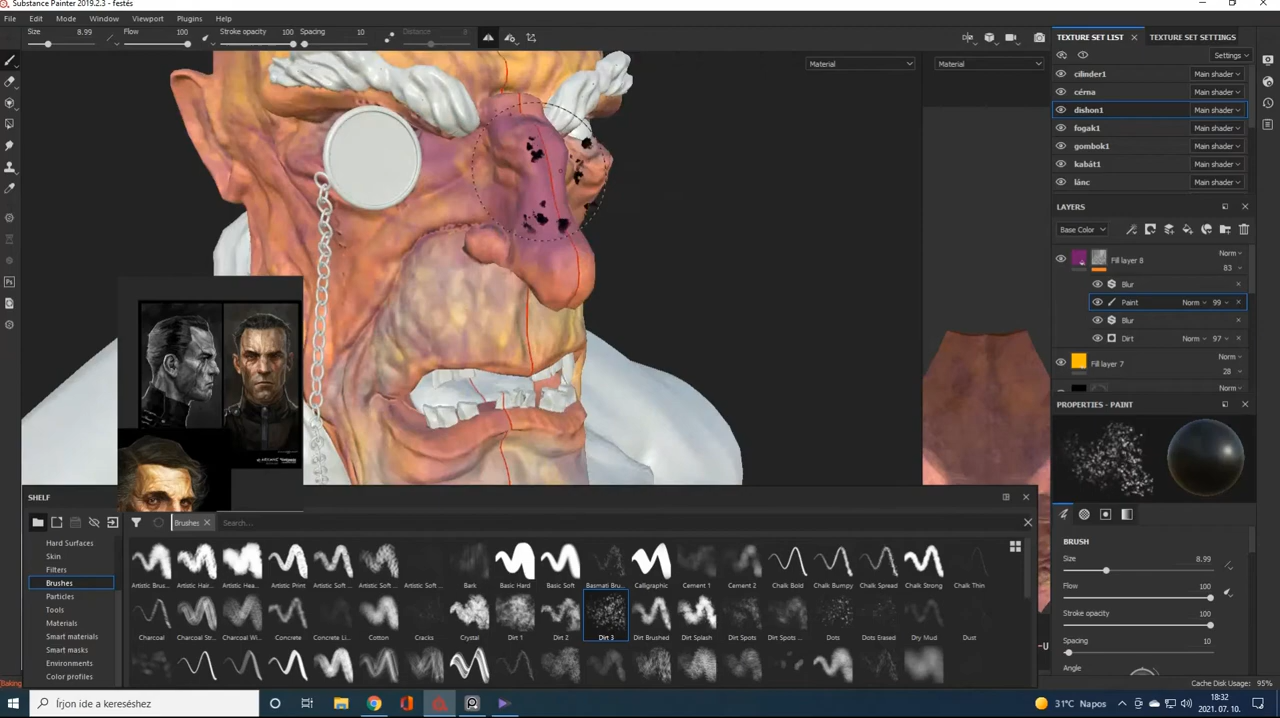 Substance Painter 2019.2.3 - festés
File Edit Mode Window Viewport Plugins Help
Size 8.99 Flow 100 Stroke opacity 100 Spacing 10 Distance 8
Material
Material
TEXTURE SET LIST × TEXTURE SET SETTINGS
Settings
cilinder1 Main shader
cérna Main shader
dishon1 Main shader
fogak1 Main shader
gombok1 Main shader
kabát1 Main shader
lánc Main shader
LAYERS
Base Color
Fill layer 8 Norm 83
Blur
Paint Norm 99
Blur
Dirt Norm 97
Fill layer 7 Norm 28
Norm
PROPERTIES - PAINT
BRUSH
Size 8.99
Flow 100
Stroke opacity 100
Spacing 10
Angle
SHELF
Brushes × Search...
Hard Surfaces
Skin
Filters
Brushes
Particles
Tools
Materials
Smart materials
Smart masks
Environments
Color profiles
Artistic Brus... Artistic Hair... Artistic Hea... Artistic Print Artistic Soft ... Artistic Soft ... Artistic Soft ... Bark Basic Hard Basic Soft Basmati Bru... Calligraphic Cement 1 Cement 2 Chalk Bold Chalk Bumpy Chalk Spread Chalk Strong Chalk Thin
Charcoal Charcoal Str... Charcoal Wi... Concrete Concrete Li... Cotton Cracks Crystal Dirt 1 Dirt 2 Dirt 3 Dirt Brushed Dirt Splash Dirt Spots Dirt Spots ... Dots Dots Erased Dry Mud Dust
[Baking
Cache Disk Usage: 95%
Írjon ide a kereséshez
31°C Napos
18:32
2021. 07. 10.